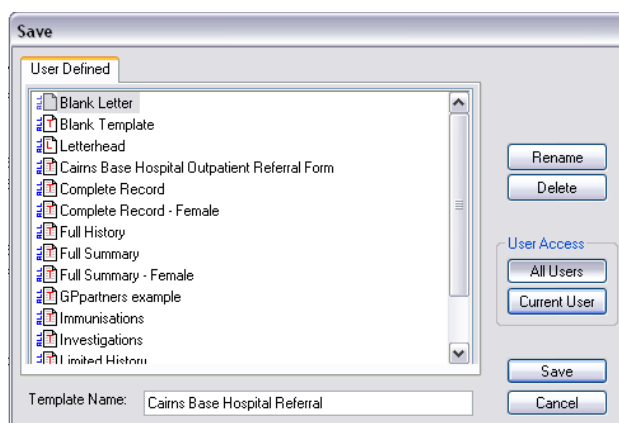 Save
User Defined
Blank Letter
Blank Template
Letterhead
Cairns Base Hospital Outpatient Referral Form
Complete Record
Complete Record - Female
Full History
Full Summary
Full Summary - Female
GPpartners example
Immunisations
Investigations
Limited History
Rename
Delete
User Access
All Users
Current User
Save
Template Name: Cairns Base Hospital Referral
Cancel